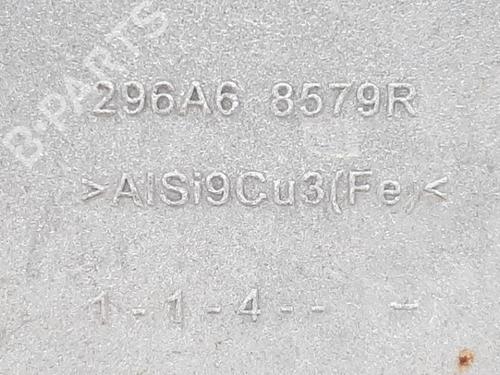 B-PARTS
296A6 8579R
>AlSi9Cu3(Fe)<
1-1-4-- -